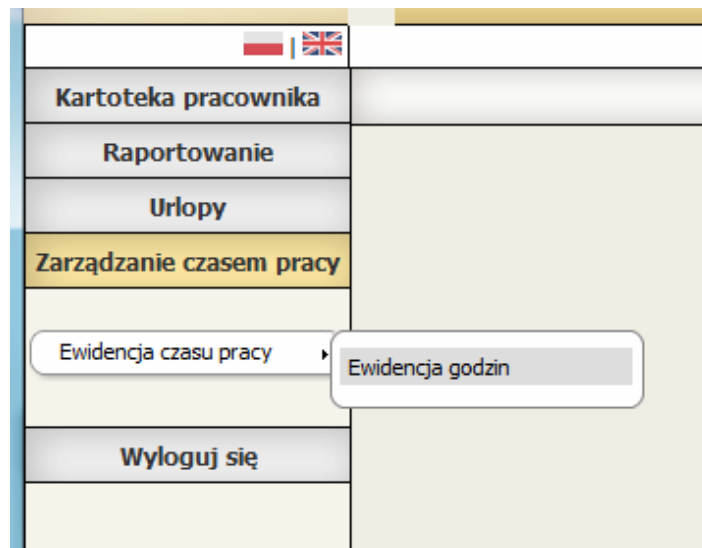 |
Kartoteka pracownika
Raportowanie
Urlopy
Zarządzanie czasem pracy
Ewidencja czasu pracy
Ewidencja godzin
Wyloguj się